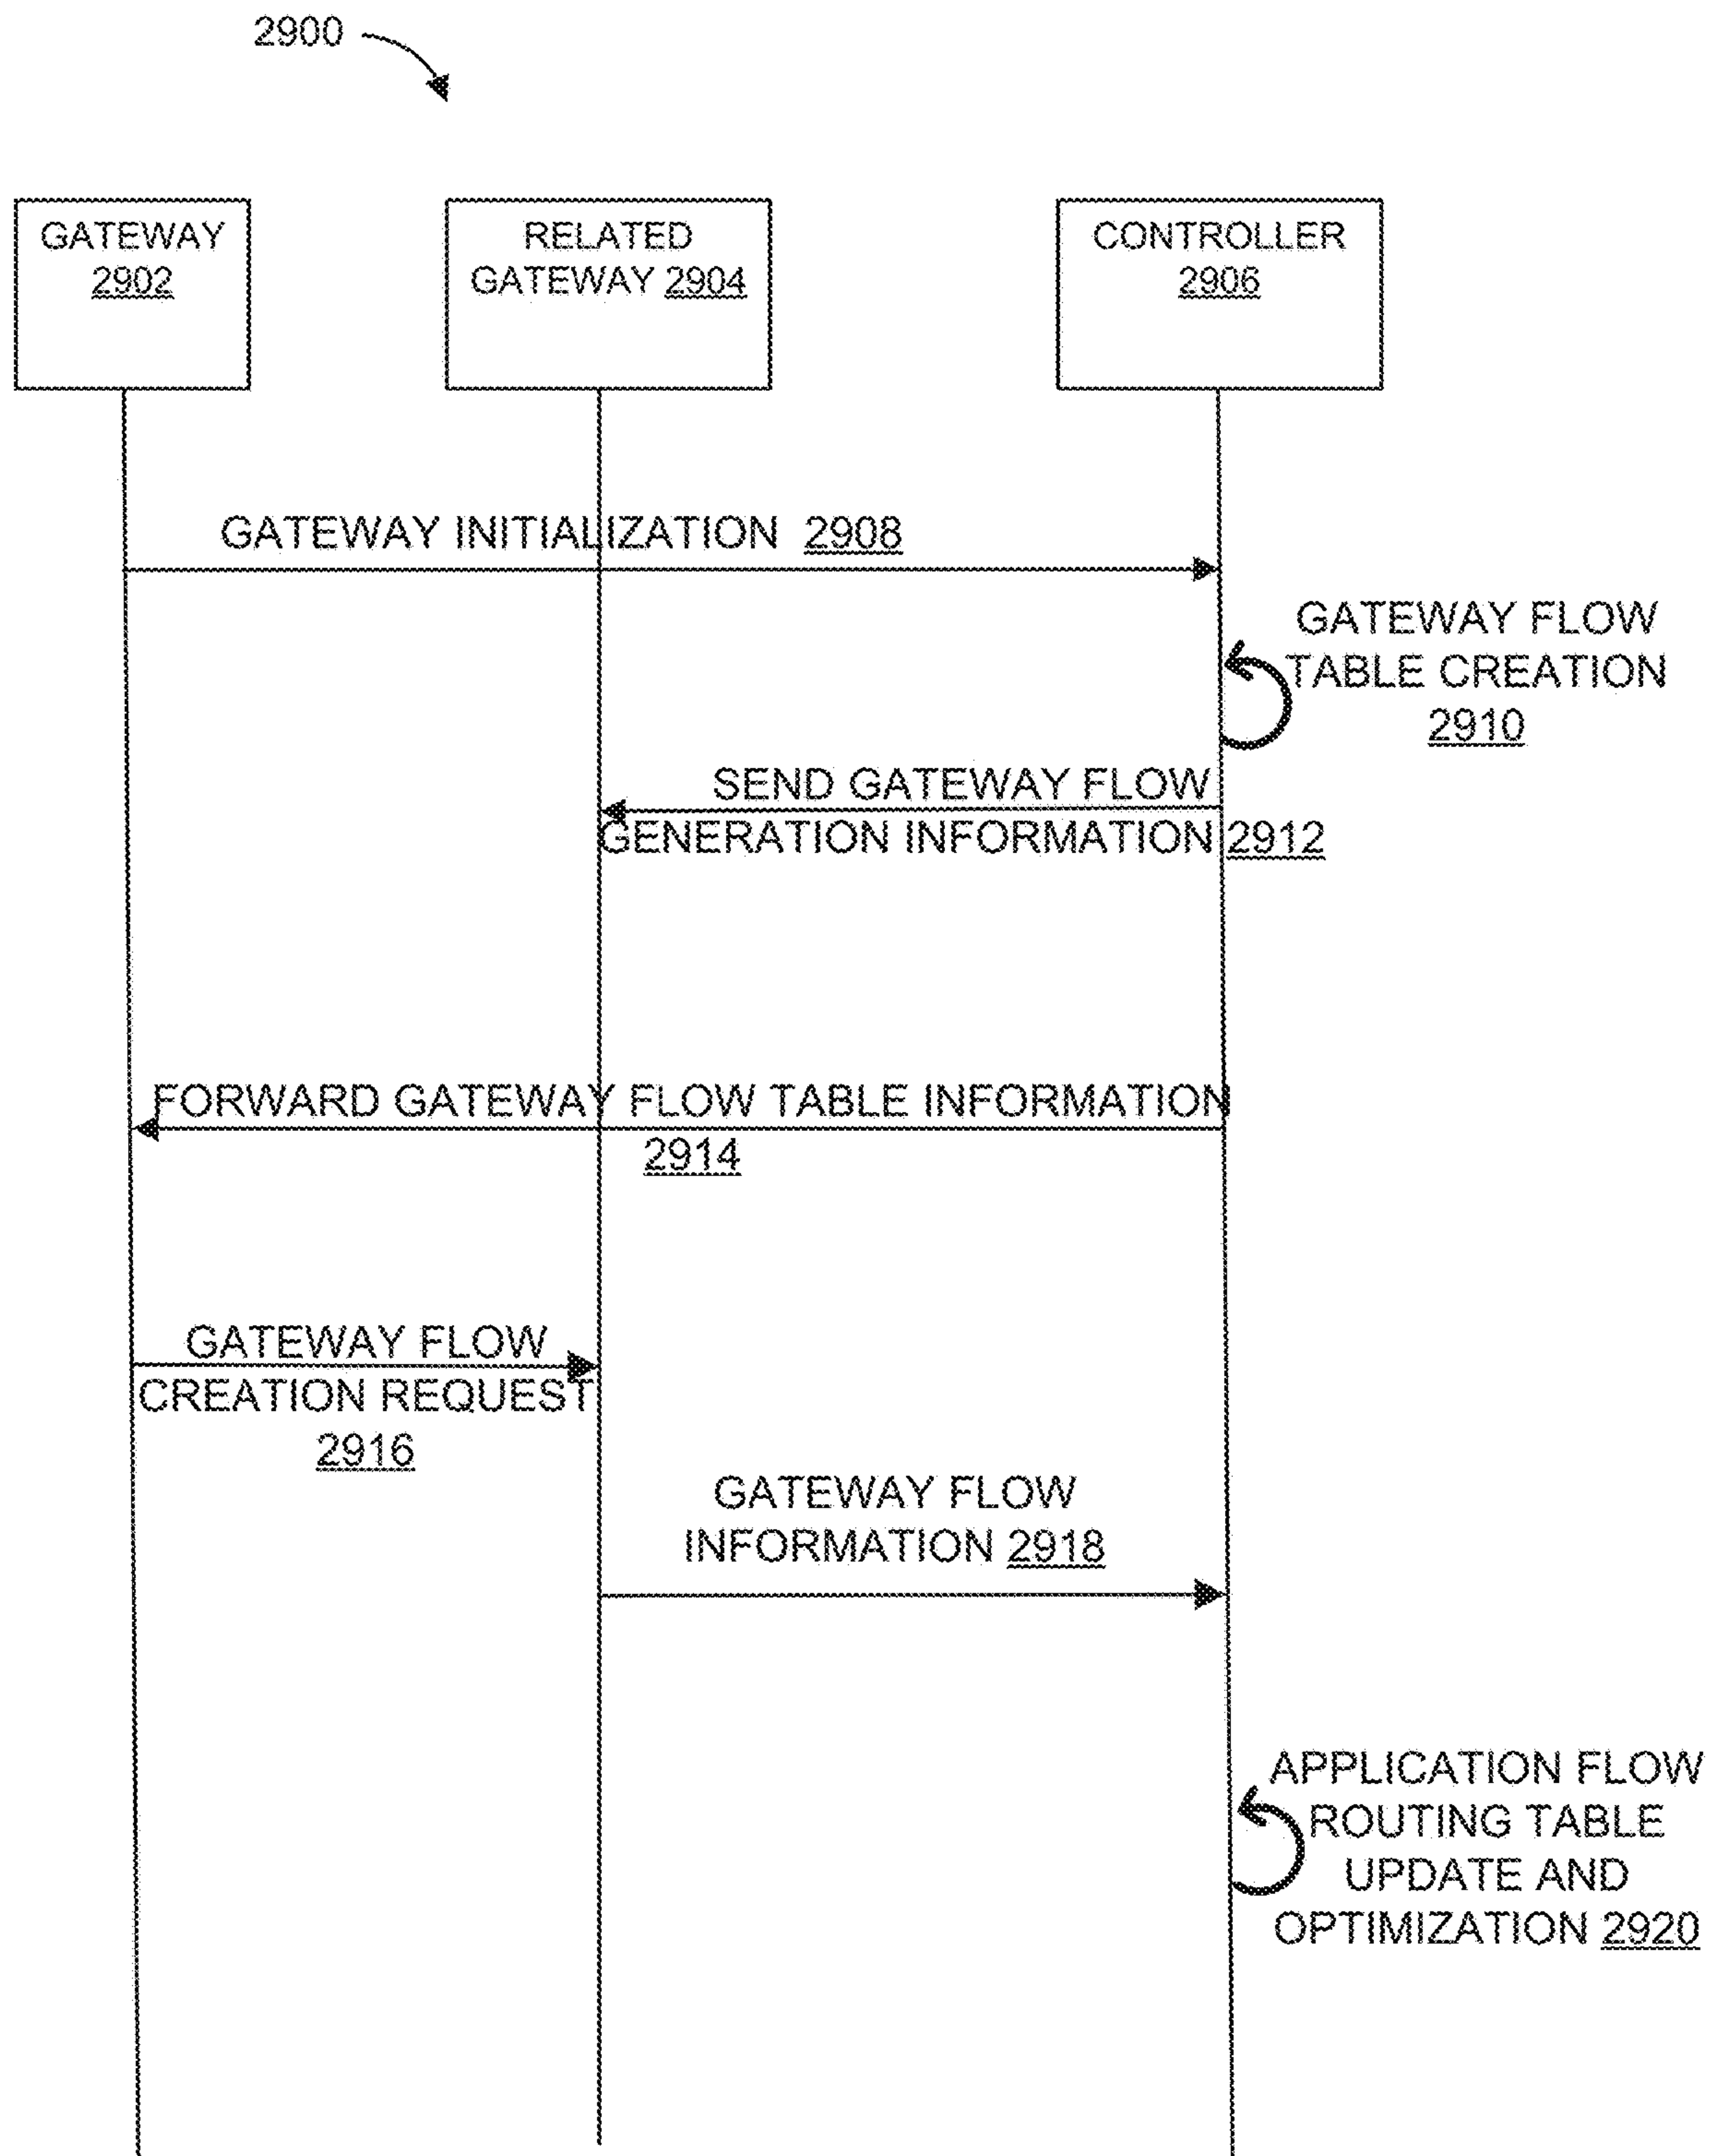 2900
GATEWAY
2902
RELATED
GATEWAY 2904
CONTROLLER
2906
GATEWAY INITIALIZATION 2908
GATEWAY FLOW
TABLE CREATION
2910
SEND GATEWAY FLOW
GENERATION INFORMATION 2912
FORWARD GATEWAY FLOW TABLE INFORMATION
2914
GATEWAY FLOW
CREATION REQUEST
2916
GATEWAY FLOW
INFORMATION 2918
APPLICATION FLOW
ROUTING TABLE
UPDATE AND
OPTIMIZATION 2920